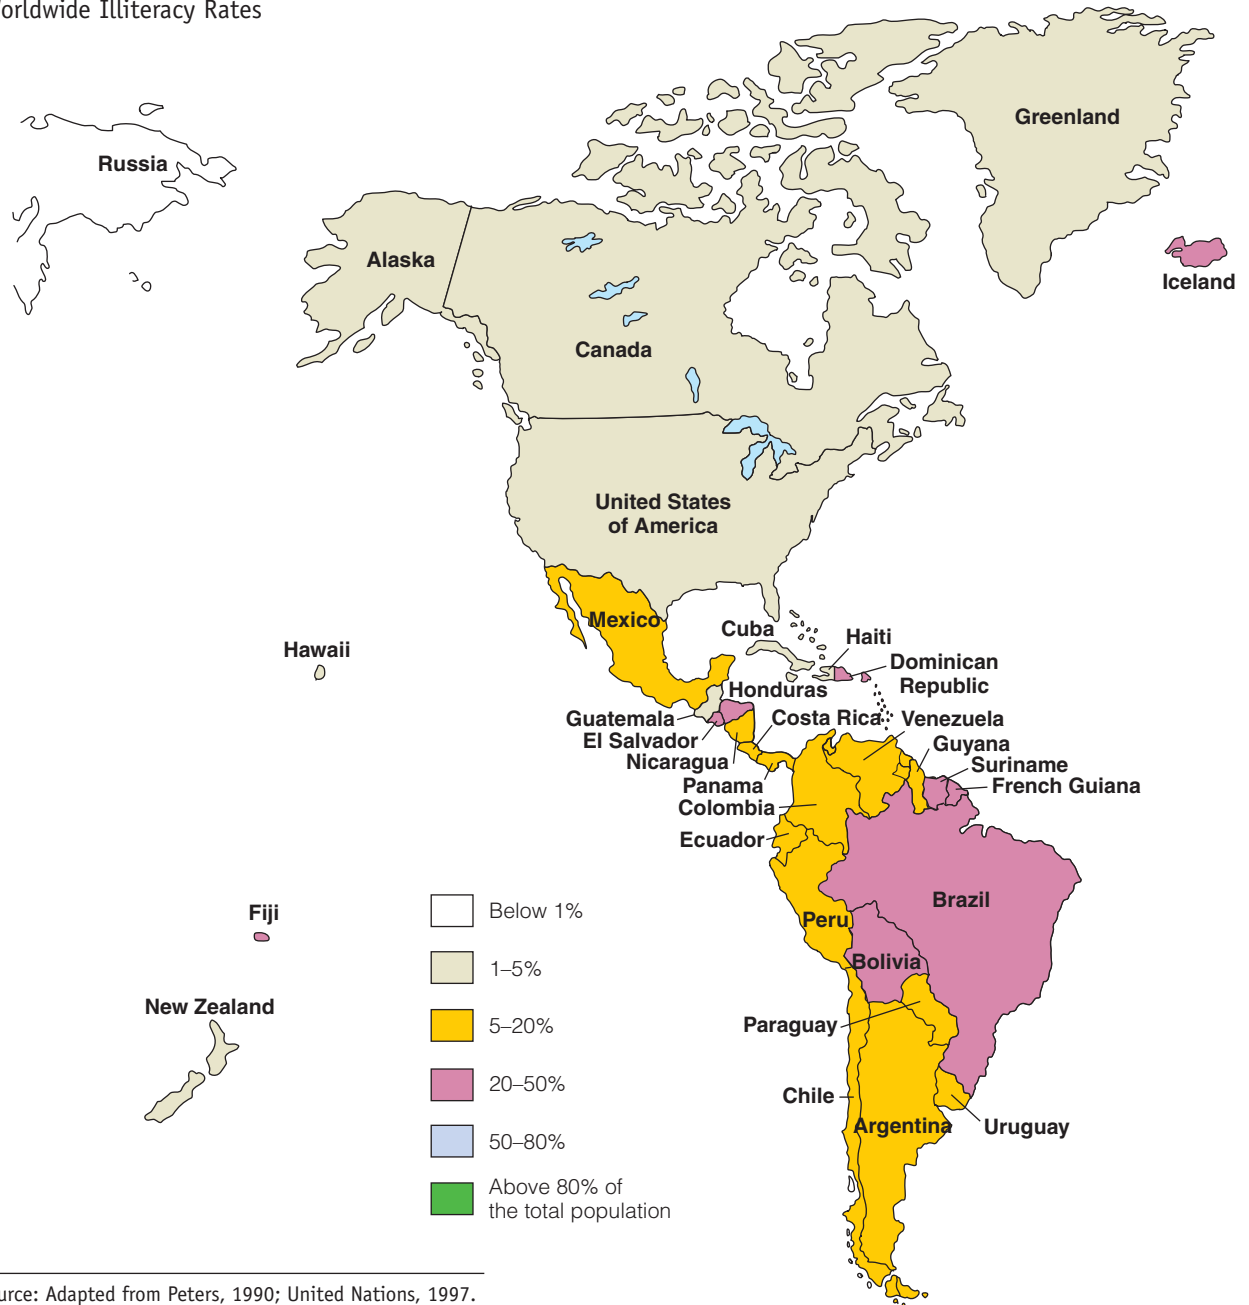 orldwide Illiteracy Rates
Greenland
Russia
Alaska
Iceland
Canada
United States
of America
Mexico
Cuba
Haiti
Hawaii
Dominican
Republic
Honduras
Guatemala
Costa Rica
Venezuela
El Salvador
Guyana
Nicaragua
Suriname
Panama
French Guiana
Colombia
Ecuador
Brazil
Fiji
Peru
Bolivia
New Zealand
Paraguay
Chile
Argentina
Uruguay
Below 1%
1–5%
5–20%
20–50%
50–80%
Above 80% of
the total population
urce: Adapted from Peters, 1990; United Nations, 1997.